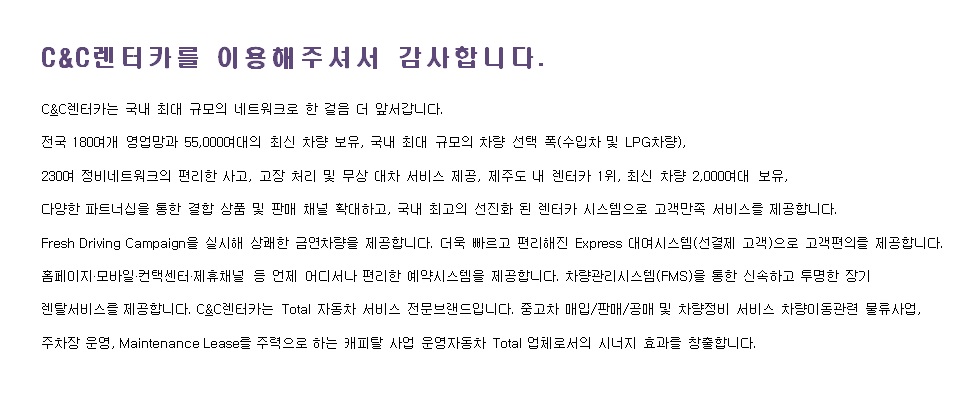 C&C렌터카를 이용해주셔서 감사합니다.
C&C렌터카는 국내 최대 규모의 네트워크로 한 걸음 더 앞서갑니다.
전국 180여개 영업망과 55,000여대의 최신 차량 보유, 국내 최대 규모의 차량 선택 폭(수입차 및 LPG차량),
230여 정비네트워크의 편리한 사고, 고장 처리 및 무상 대차 서비스 제공, 제주도 내 렌터카 1위, 최신 차량 2,000여대 보유,
다양한 파트너십을 통한 결합 상품 및 판매 채널 확대하고, 국내 최고의 선진화 된 렌터카 시스템으로 고객만족 서비스를 제공합니다.
Fresh Driving Campaign을 실시해 상쾌한 금연차량을 제공합니다. 더욱 빠르고 편리해진 Express 대여시스템(선결제 고객)으로 고객편의를 제공합니다.
홈페이지·모바일·컨택센터·제휴채널 등 언제 어디서나 편리한 예약시스템을 제공합니다. 차량관리시스템(FMS)을 통한 신속하고 투명한 장기
렌탈서비스를 제공합니다. C&C렌터카는 Total 자동차 서비스 전문브랜드입니다. 중고차 매입/판매/공매 및 차량정비 서비스 차량이동관련 물류사업,
주차장 운영, Maintenance Lease를 주력으로 하는 캐피탈 사업 운영자동차 Total 업체로서의 시너지 효과를 창출합니다.